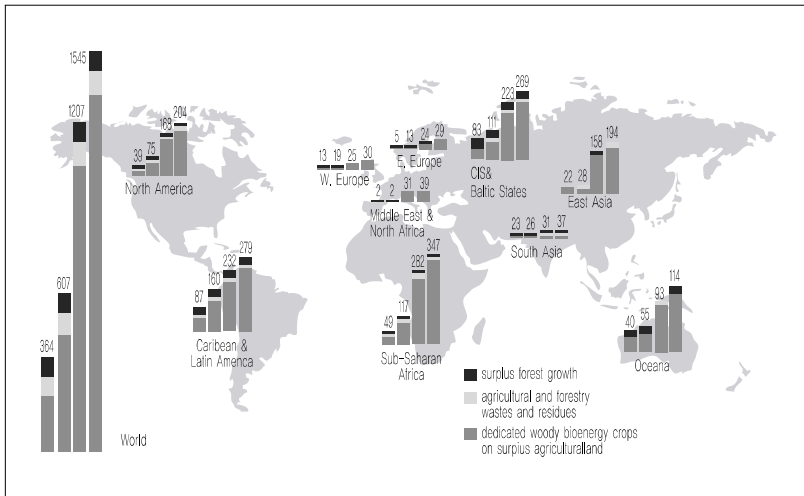 1545
1207
607
364
World
39 75 168 204
North America
13 19 25 30
W. Europe
5 13 24 29
E. Europe
83 111 223 269
CIS&
Baltic States
2 2 31 39
Middle East &
North Africa
22 28 158 194
East Asia
23 26 31 37
South Asia
87 160 232 279
Caribean &
Latin Amenca
49 117 282 347
Sub-Saharan
Africa
40 55 93 114
Oceana
surplus forest growth
agricultural and forestry
wastes and residues
dedicated woody bioenergy crops
on surpius agriculturalland